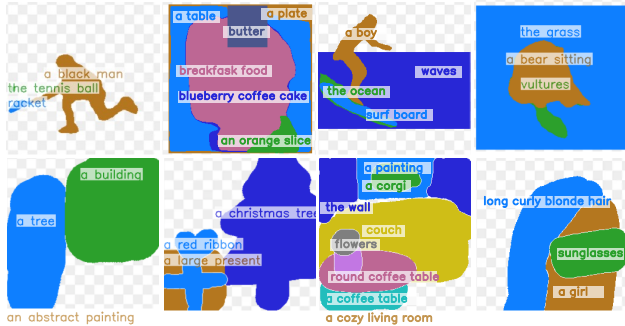 a black man
the tennis ball
racket
a table
a plate
butter
breakfask food
blueberry coffee cake
an orange slice
a boy
waves
the ocean
surf board
the grass
a bear sitting
vultures
a building
a tree
an abstract painting
a christmas tree
a red ribbon
a large present
a painting
a corgi
the wall
couch
flowers
round coffee table
a coffee table
a cozy living room
long curly blonde hair
sunglasses
a girl